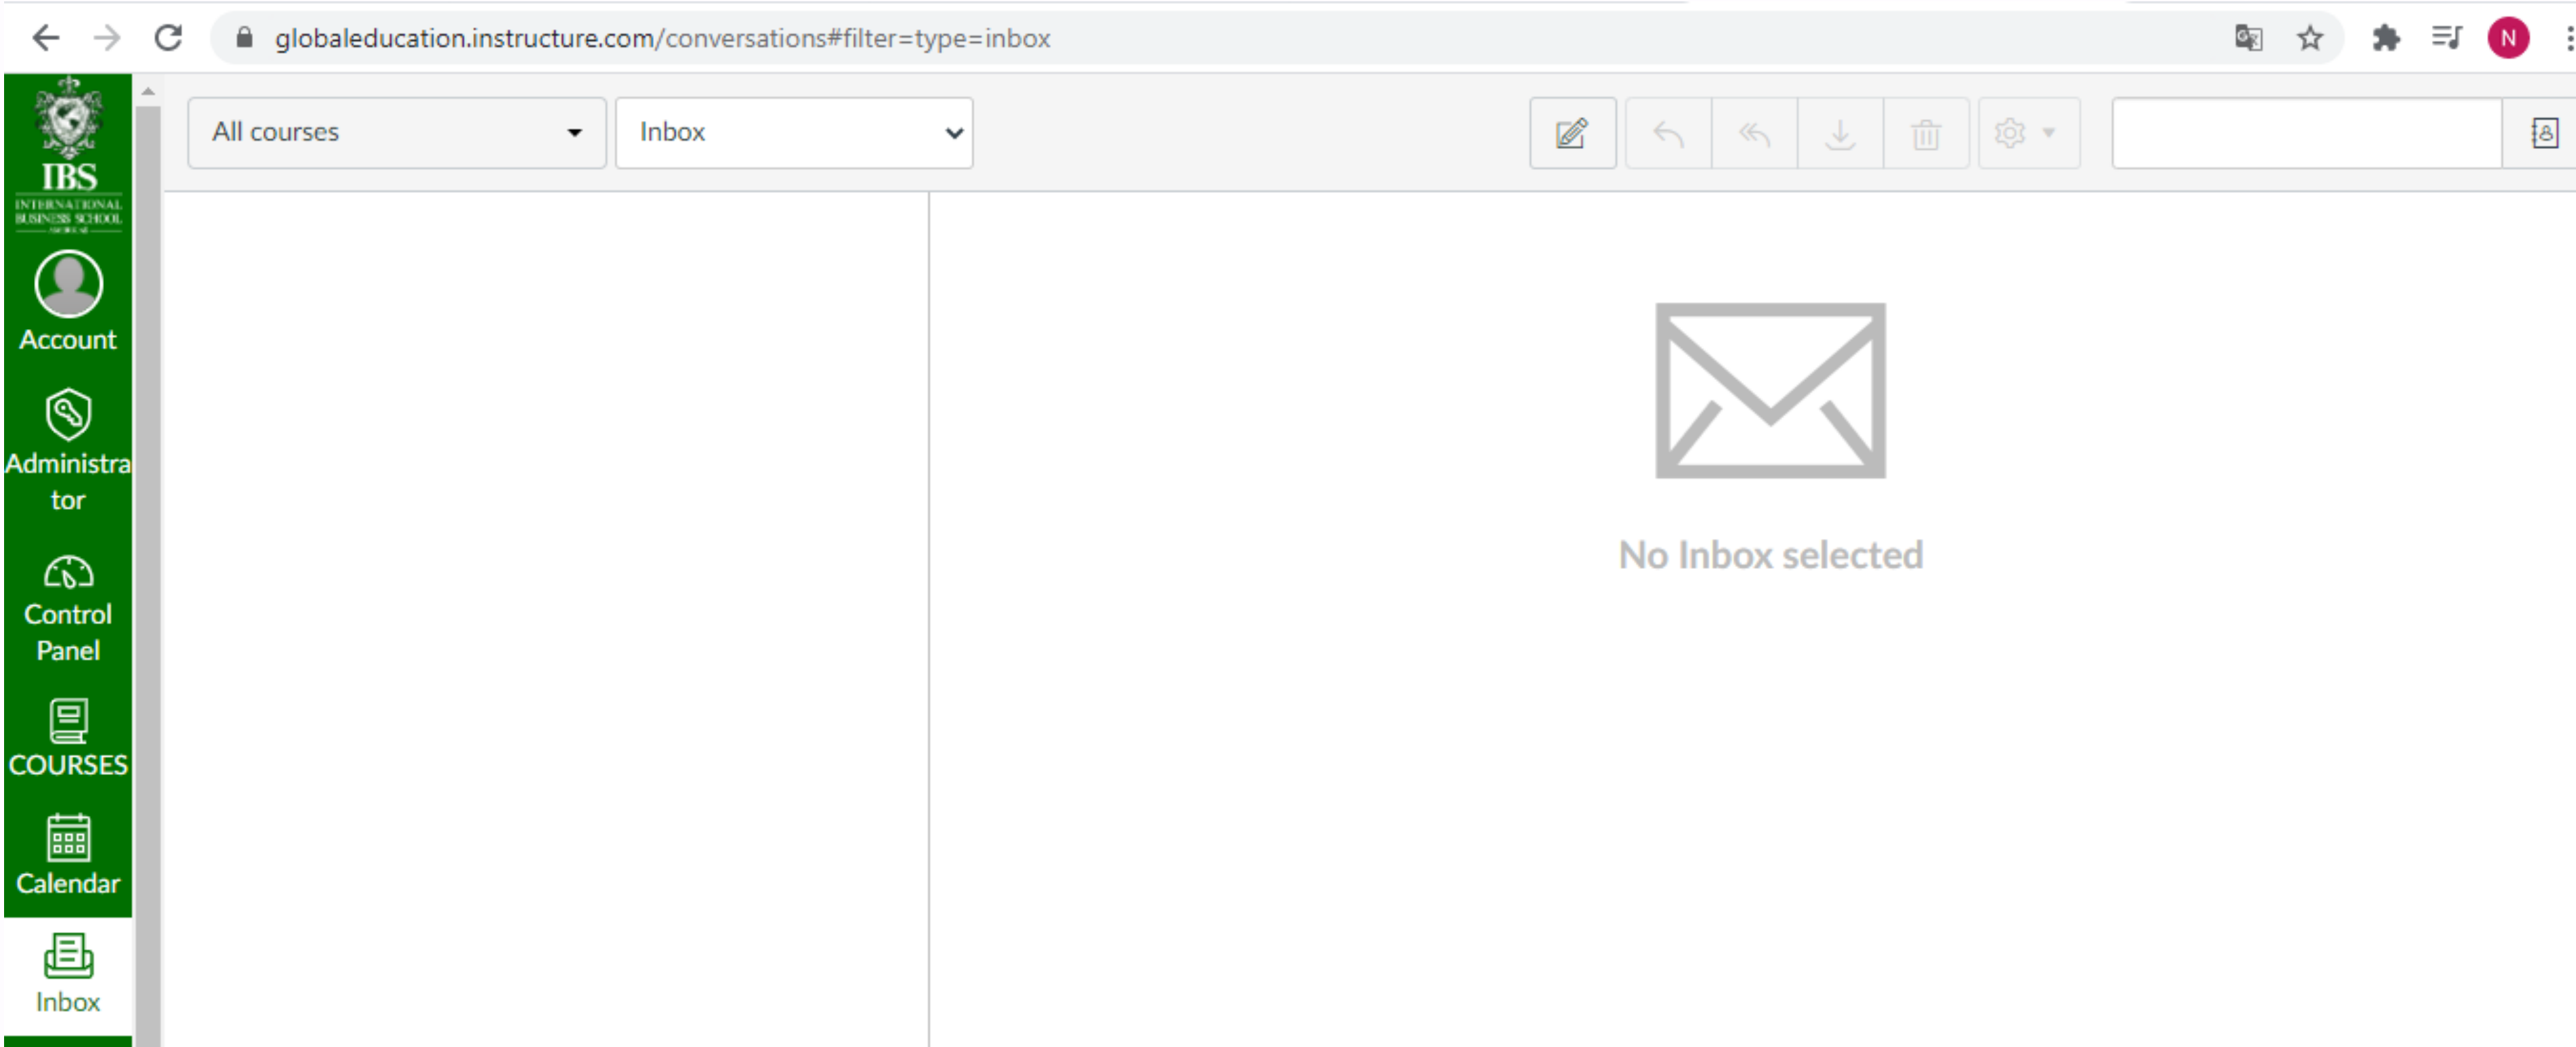 globaleducation.instructure.com/conversations#filter=type=inbox
N
All courses
Inbox
IBS
INTERNATIONAL
BUSINESS SCHOOL
Account
Administra
tor
Control
Panel
COURSES
Calendar
Inbox
No Inbox selected